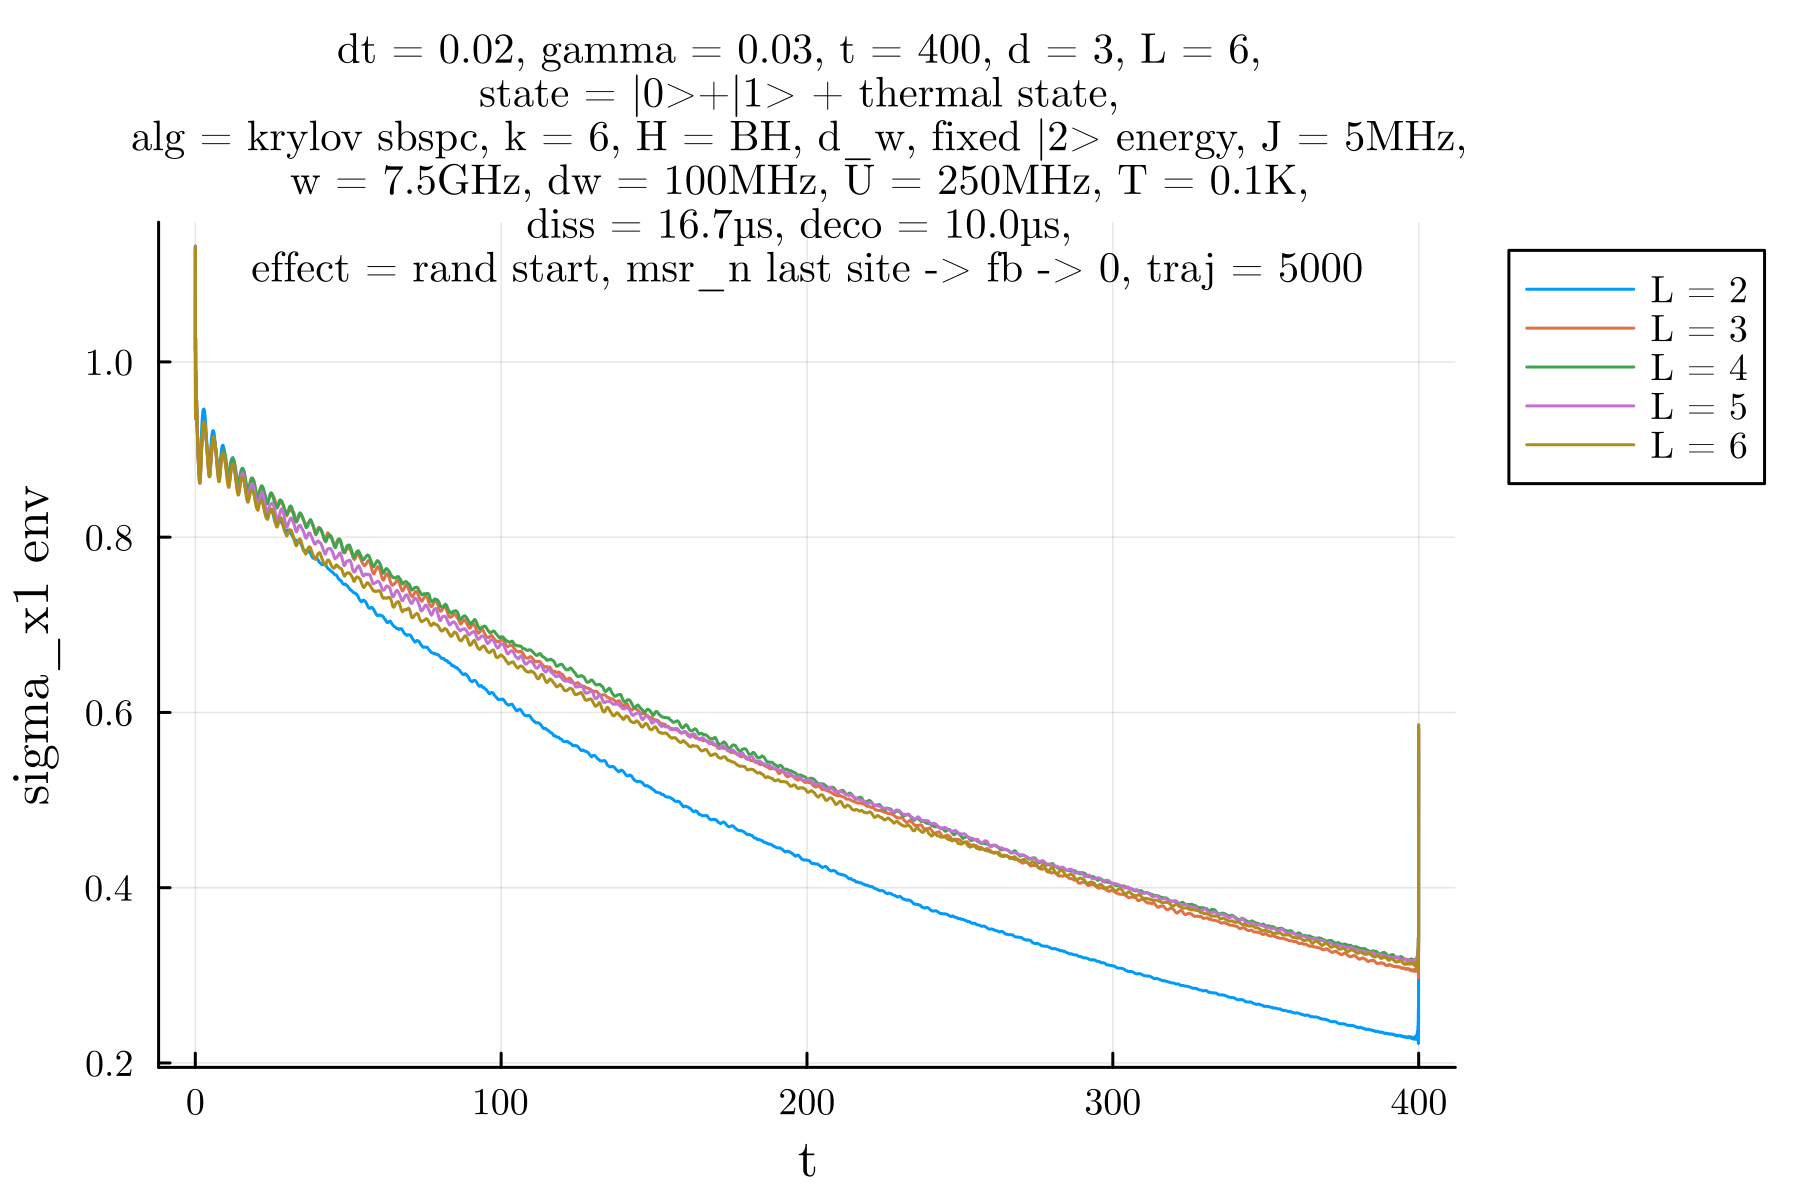 dt = 0.02, gamma = 0.03, t = 400, d = 3, L = 6,
state = |0>+|1> + thermal state,
alg = krylov sbspc, k = 6, H = BH, d_w, fixed |2> energy, J = 5MHz,
w = 7.5GHz, dw = 100MHz, U = 250MHz, T = 0.1K,
diss = 16.7µs, deco = 10.0µs,
effect = rand start, msr_n last site -> fb -> 0, traj = 5000
L = 2
L = 3
L = 4
L = 5
L = 6
1.0
0.8
0.6
0.4
0.2
sigma_x1 env
0
100
200
300
400
t